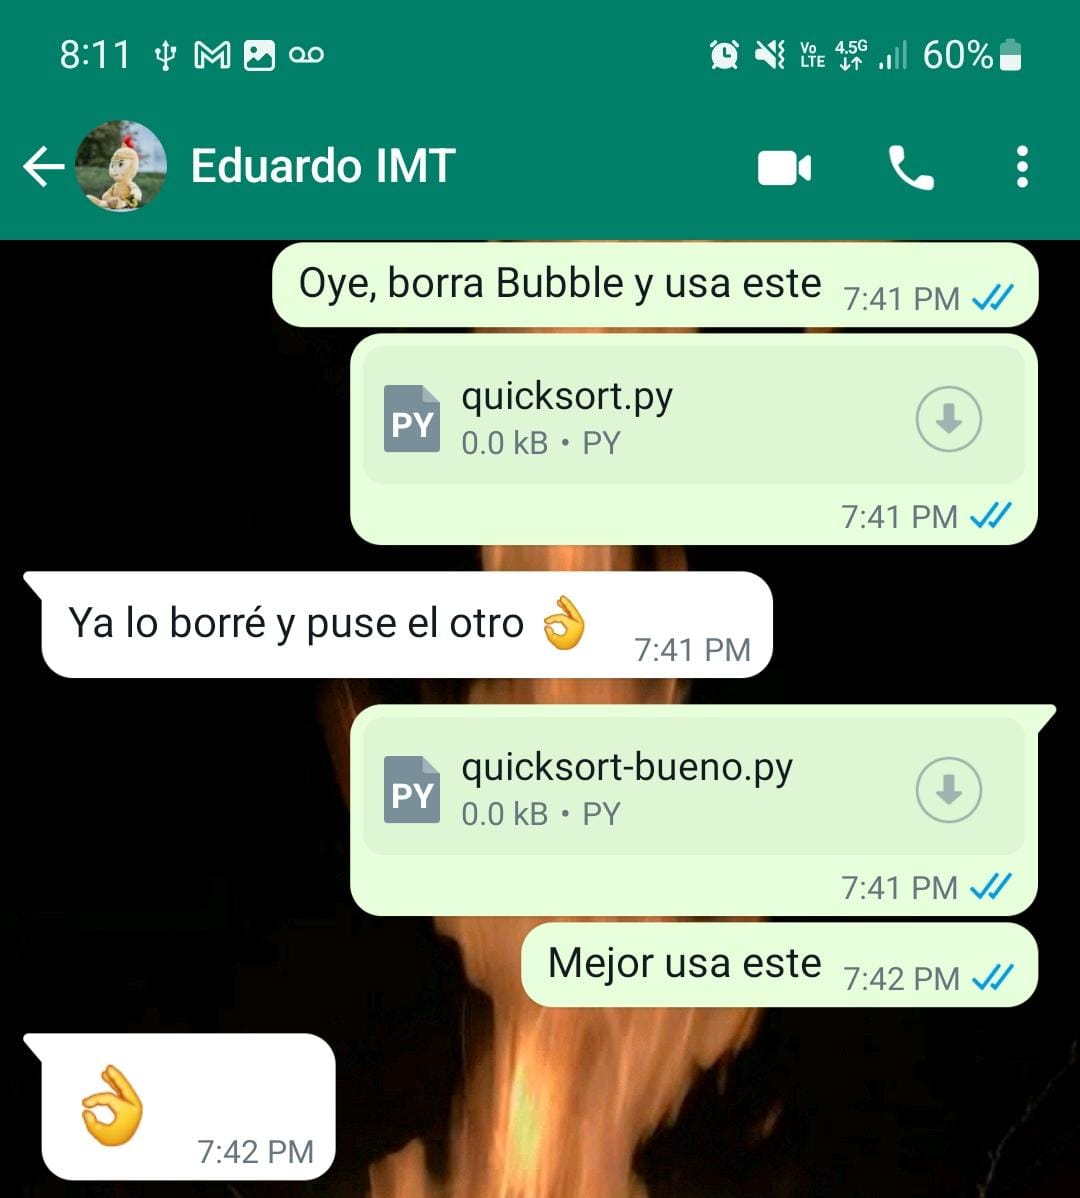 8:11 Vo LTE 4.5G 60%
Eduardo IMT
Oye, borra Bubble y usa este 7:41 PM
PY quicksort.py
0.0 kB • PY
7:41 PM
Ya lo borré y puse el otro 👌 7:41 PM
PY quicksort-bueno.py
0.0 kB • PY
7:41 PM
Mejor usa este 7:42 PM
👌
7:42 PM